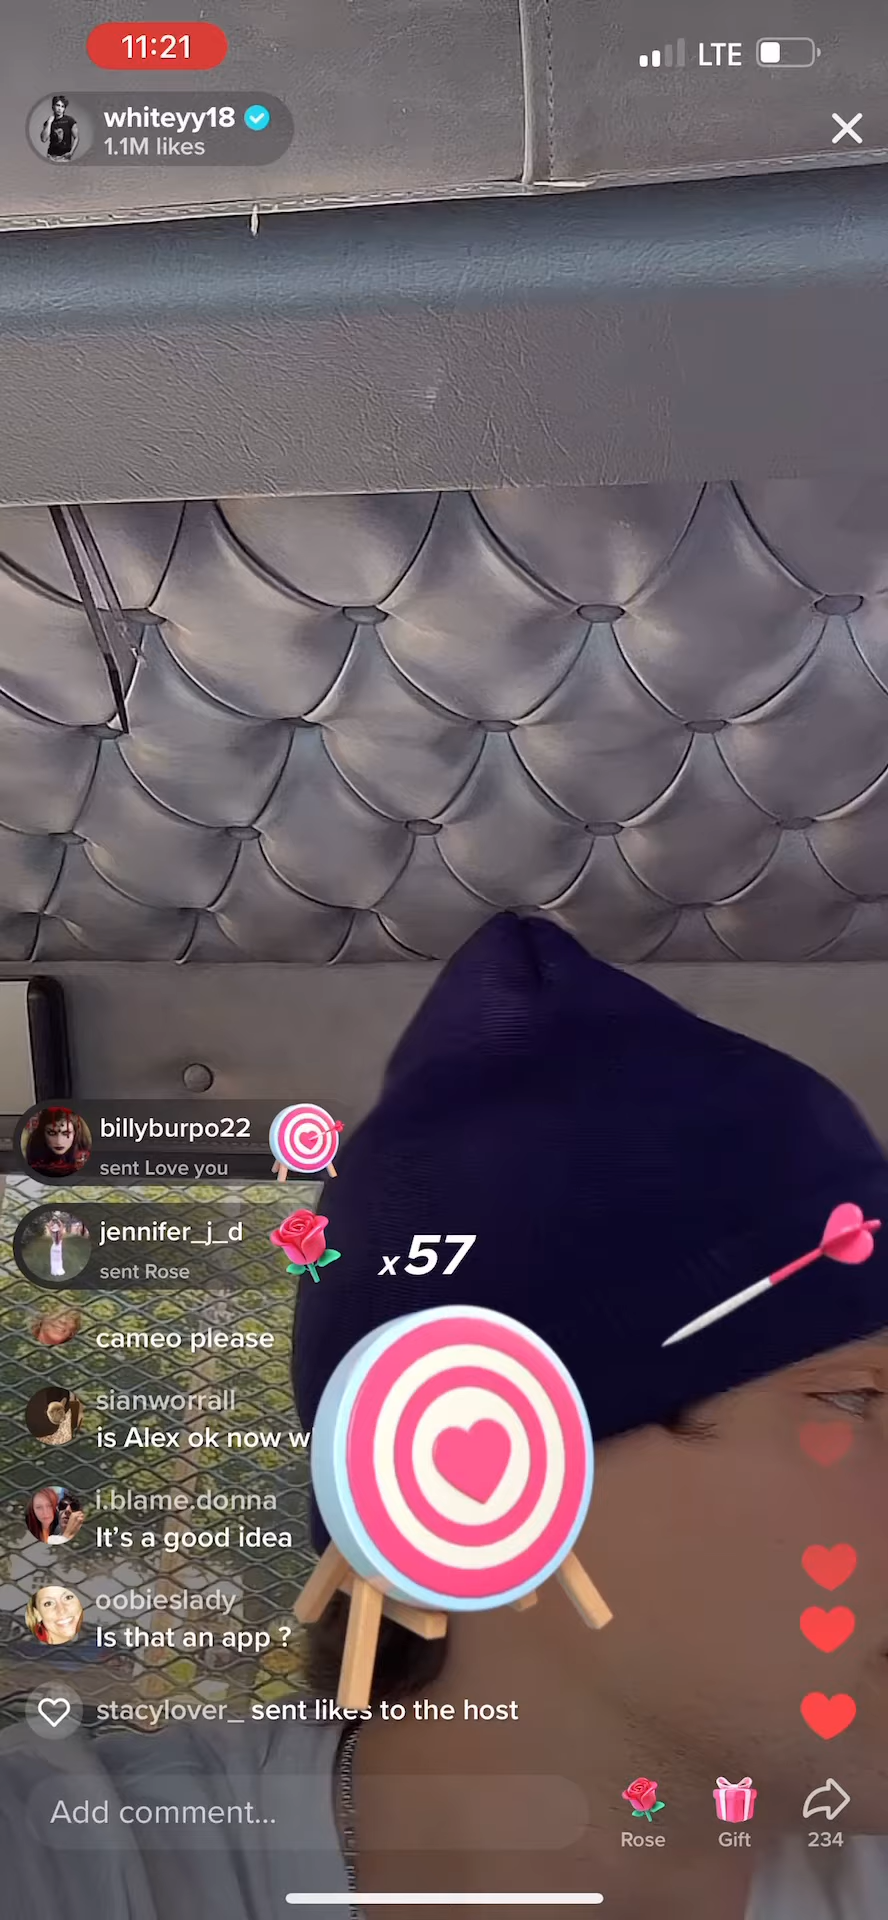 11:21
LTE
whiteyy18
1.1M likes
billyburpo22
sent Love you
jennifer_j_d
sent Rose
x57
cameo please
sianworrall
is Alex ok now w
i.blame.donna
It's a good idea
oobieslady
Is that an app ?
stacylover_ sent likes to the host
Add comment...
Rose
Gift
234